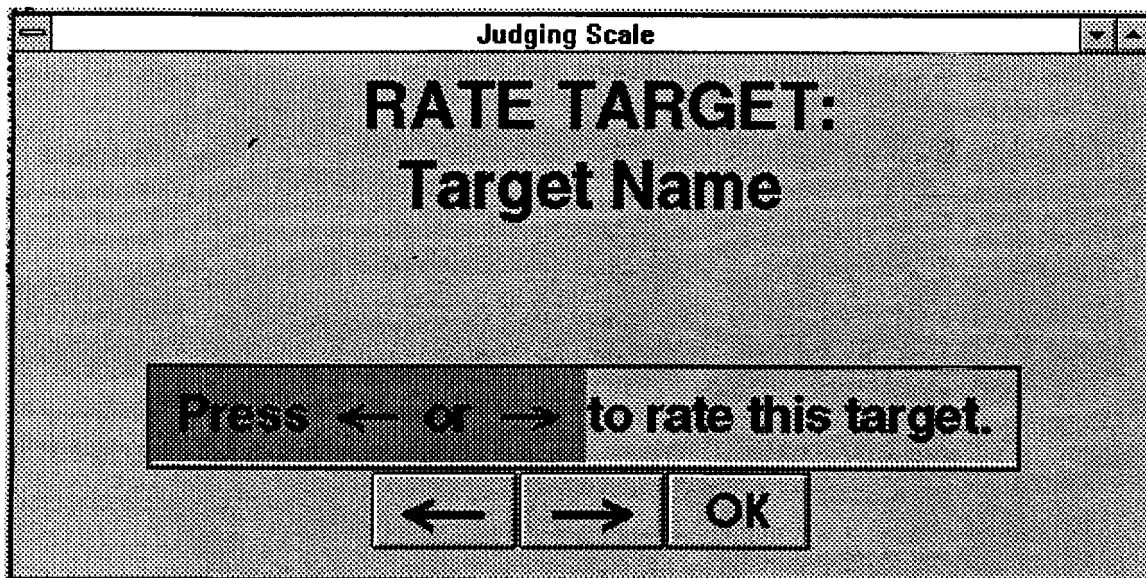 Judging Scale
RATE TARGET:
Target Name
Press ← or → to rate this target.
← → OK